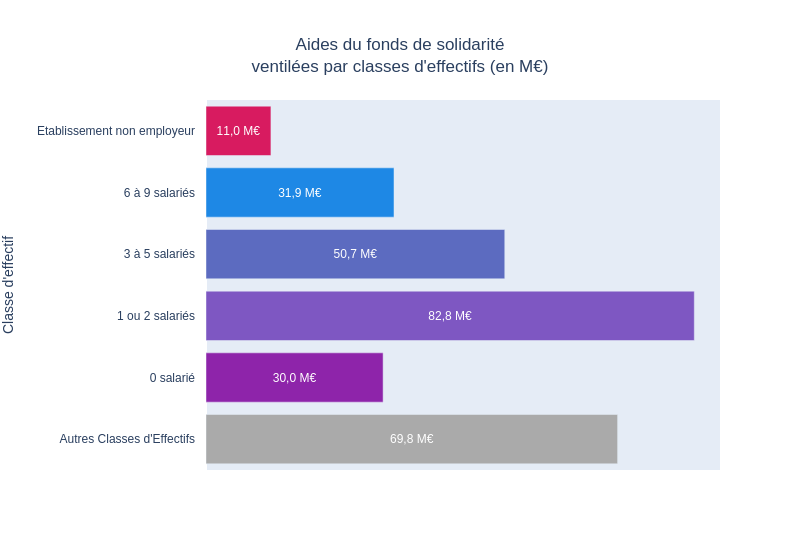 Aides du fonds de solidarité
ventilées par classes d'effectifs (en M€)
Classe d'effectif
Etablissement non employeur
11,0 M€
6 à 9 salariés
31,9 M€
3 à 5 salariés
50,7 M€
1 ou 2 salariés
82,8 M€
0 salarié
30,0 M€
Autres Classes d'Effectifs
69,8 M€